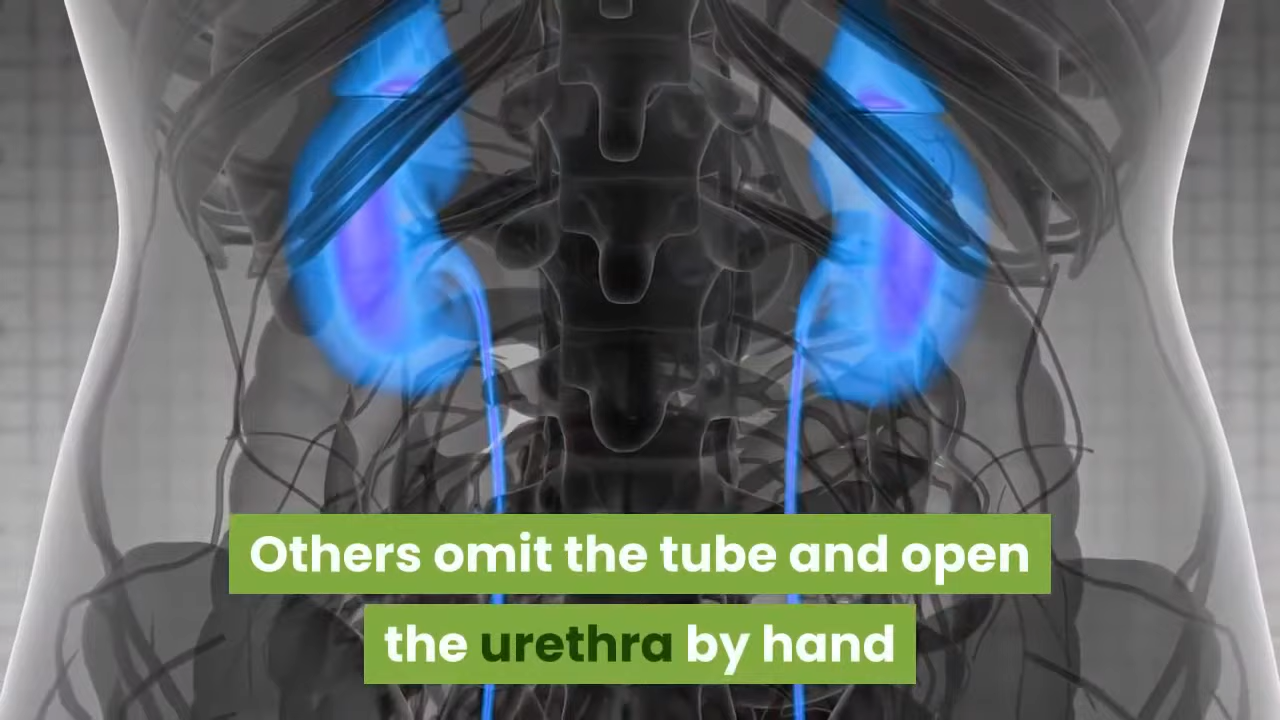 Others omit the tube and open
the urethra by hand